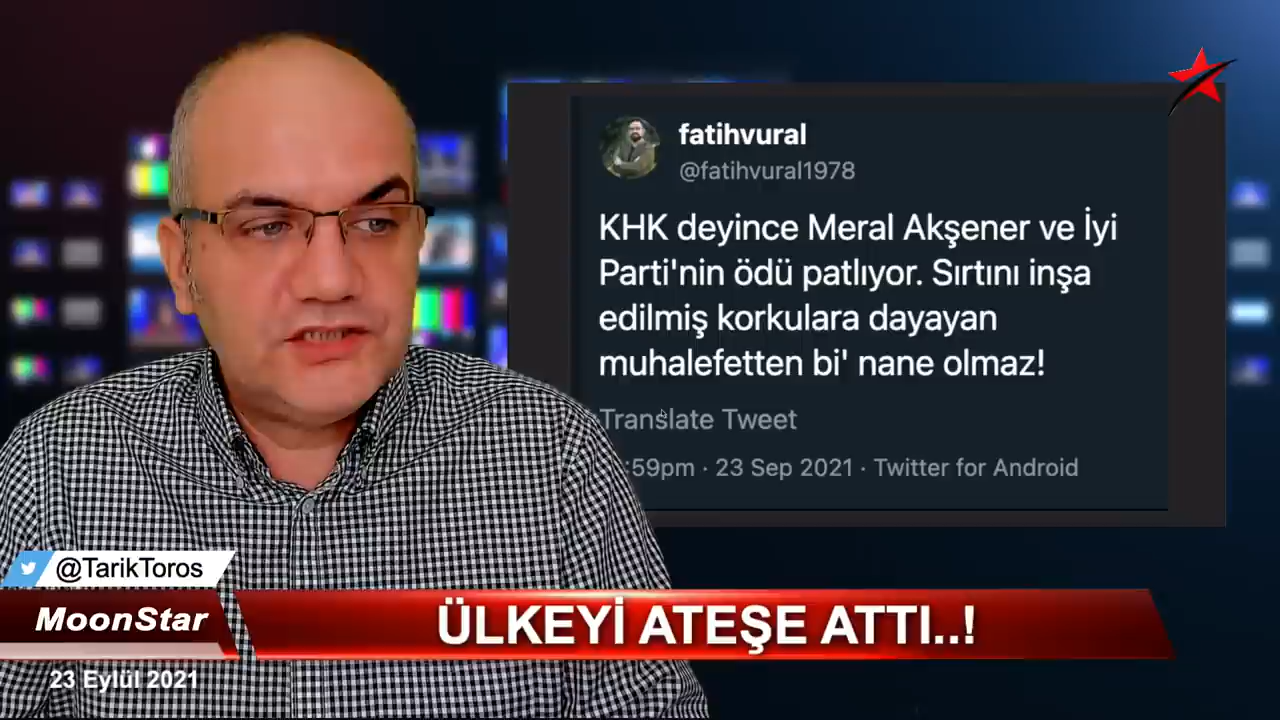 fatihvural
@fatihvural1978
KHK deyince Meral Akşener ve İyi
Parti'nin ödü patlıyor. Sırtını inşa
edilmiş korkulara dayayan
muhalefetten bi' nane olmaz!
Translate Tweet
:59pm · 23 Sep 2021 · Twitter for Android
@TarikToros
MoonStar
ÜLKEYİ ATEŞE ATTI..!
23 Eylül 2021